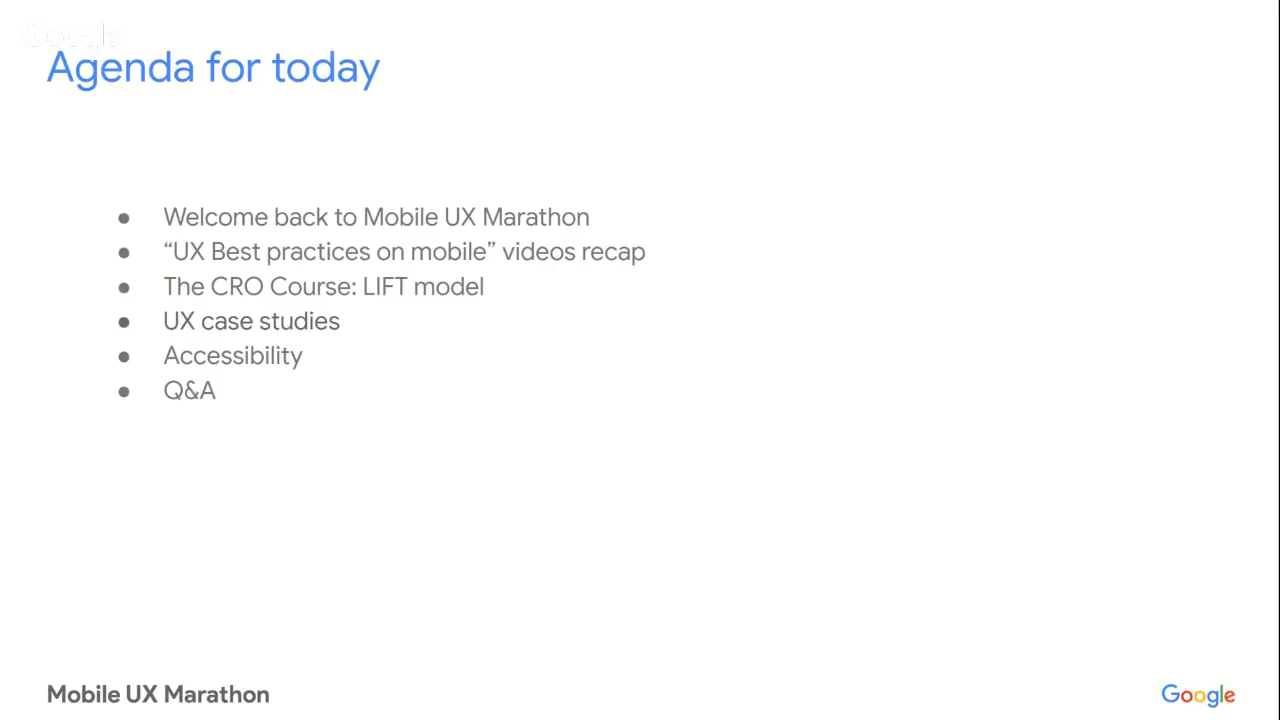 Google
Agenda for today
● Welcome back to Mobile UX Marathon
● “UX Best practices on mobile” videos recap
● The CRO Course: LIFT model
● UX case studies
● Accessibility
● Q&A
Mobile UX Marathon
Google